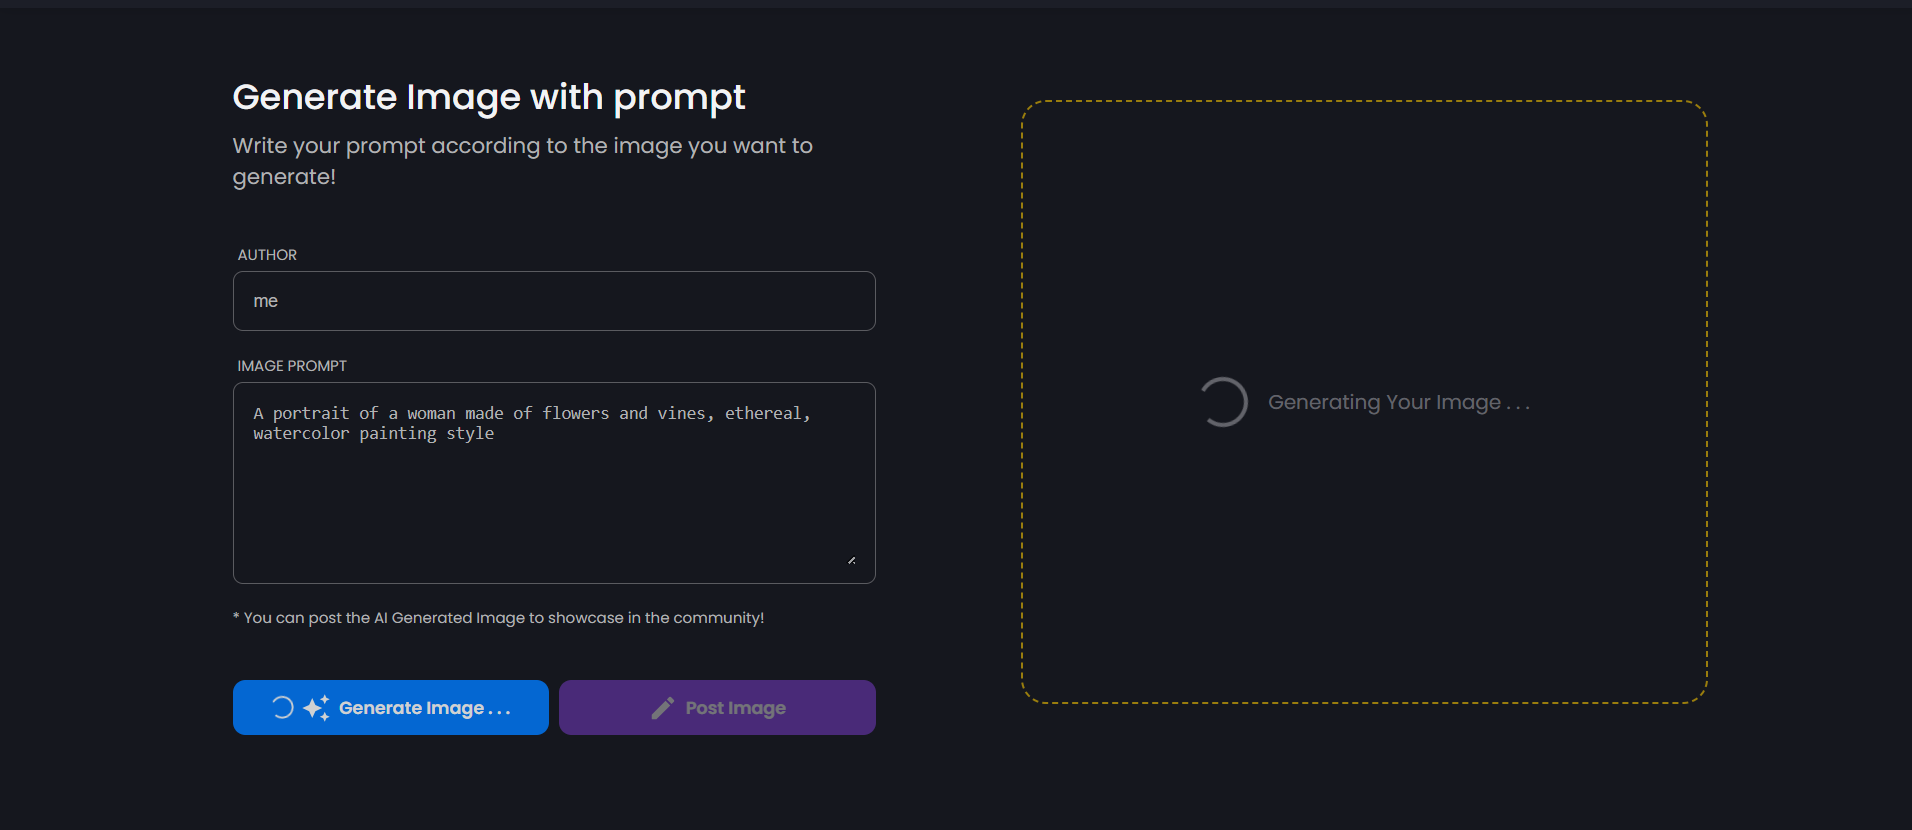 Generate Image with prompt
Write your prompt according to the image you want to
generate!
AUTHOR
me
IMAGE PROMPT
A portrait of a woman made of flowers and vines, ethereal,
watercolor painting style
* You can post the AI Generated Image to showcase in the community!
Generate Image . . .
Post Image
Generating Your Image . . .